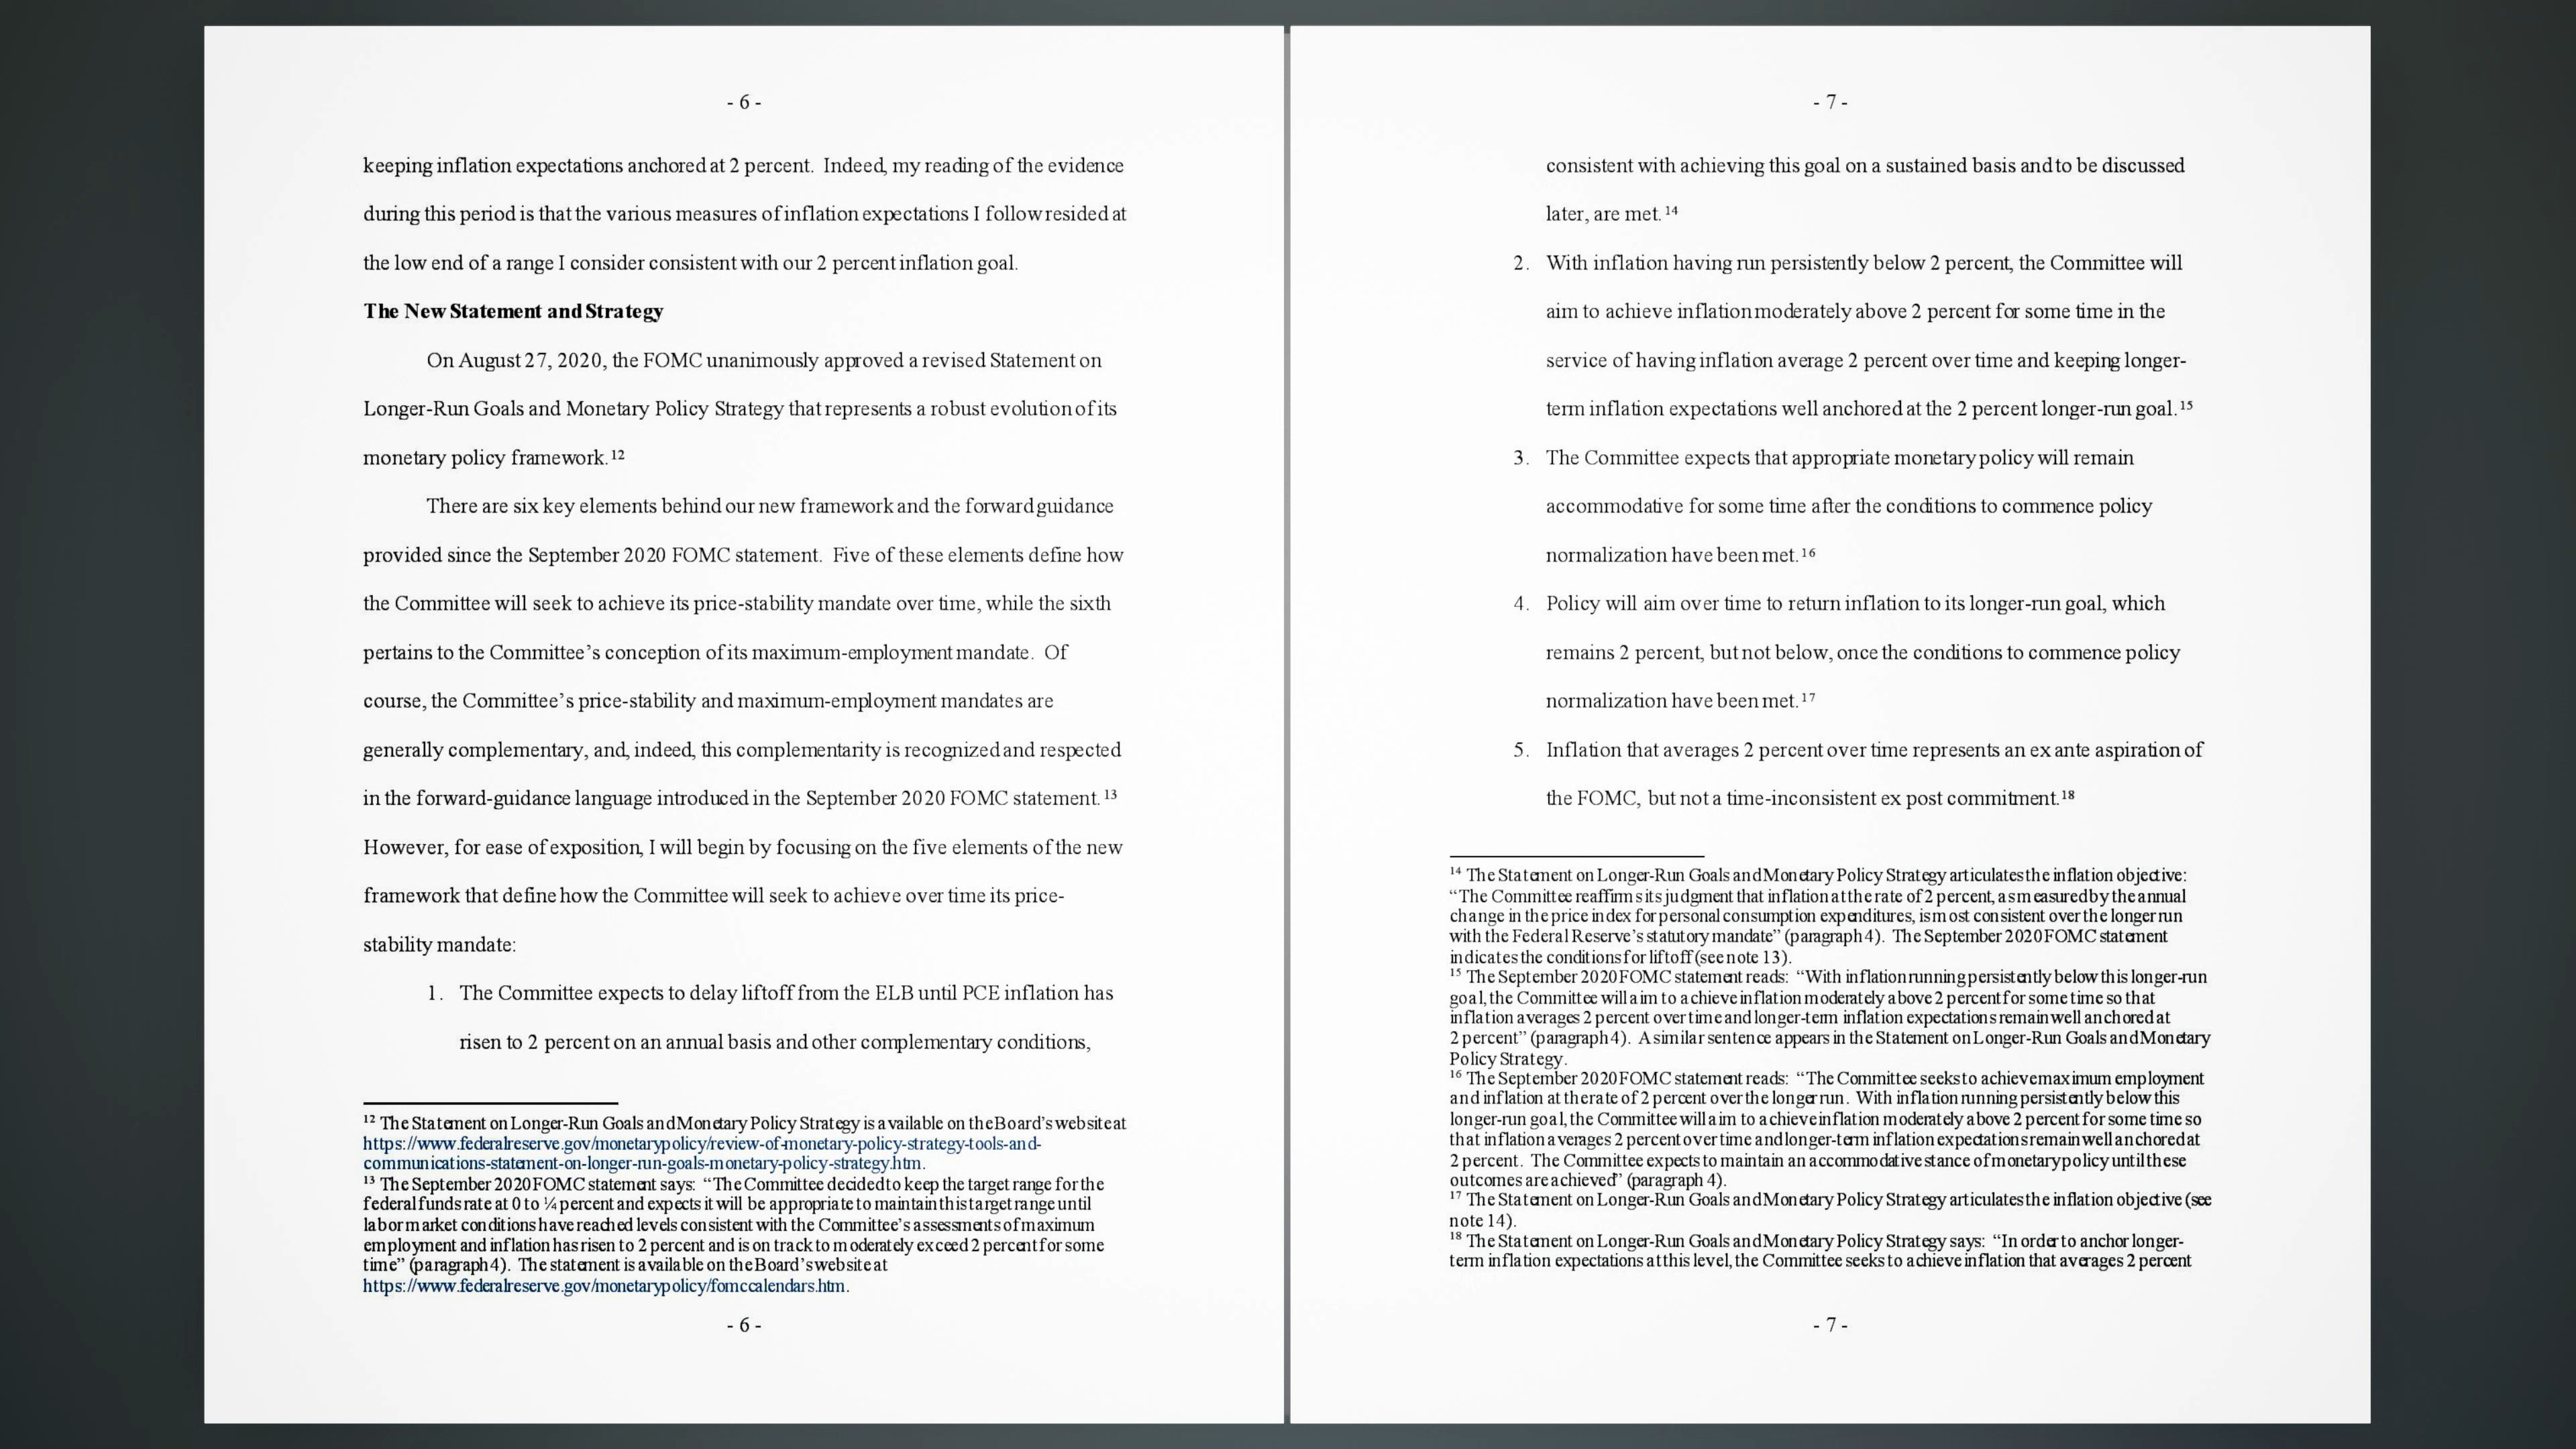 - 6 -
keeping inflation expectations anchored at 2 percent. Indeed, my reading of the evidence
during this period is that the various measures of inflation expectations I follow resided at
the low end of a range I consider consistent with our 2 percent inflation goal.
The New Statement and Strategy
On August 27, 2020, the FOMC unanimously approved a revised Statement on
Longer-Run Goals and Monetary Policy Strategy that represents a robust evolution of its
monetary policy framework.12
There are six key elements behind our new framework and the forward guidance
provided since the September 2020 FOMC statement. Five of these elements define how
the Committee will seek to achieve its price-stability mandate over time, while the sixth
pertains to the Committee’s conception of its maximum-employment mandate. Of
course, the Committee’s price-stability and maximum-employment mandates are
generally complementary, and, indeed, this complementarity is recognized and respected
in the forward-guidance language introduced in the September 2020 FOMC statement.13
However, for ease of exposition, I will begin by focusing on the five elements of the new
framework that define how the Committee will seek to achieve over time its price-
stability mandate:
1. The Committee expects to delay liftoff from the ELB until PCE inflation has
risen to 2 percent on an annual basis and other complementary conditions,
12 The Statement on Longer-Run Goals and Monetary Policy Strategy is available on the Board’s website at
https://www.federalreserve.gov/monetarypolicy/review-of-monetary-policy-strategy-tools-and-
communications-statement-on-longer-run-goals-monetary-policy-strategy.htm.
13 The September 2020 FOMC statement says: “The Committee decided to keep the target range for the
federal funds rate at 0 to ¼ percent and expects it will be appropriate to maintain this target range until
labor market conditions have reached levels consistent with the Committee’s assessments of maximum
employment and inflation has risen to 2 percent and is on track to moderately exceed 2 percent for some
time” (paragraph 4). The statement is available on the Board’s website at
https://www.federalreserve.gov/monetarypolicy/fomccalendars.htm.
- 6 -
- 7 -
consistent with achieving this goal on a sustained basis and to be discussed
later, are met.14
2. With inflation having run persistently below 2 percent, the Committee will
aim to achieve inflation moderately above 2 percent for some time in the
service of having inflation average 2 percent over time and keeping longer-
term inflation expectations well anchored at the 2 percent longer-run goal.15
3. The Committee expects that appropriate monetary policy will remain
accommodative for some time after the conditions to commence policy
normalization have been met.16
4. Policy will aim over time to return inflation to its longer-run goal, which
remains 2 percent, but not below, once the conditions to commence policy
normalization have been met.17
5. Inflation that averages 2 percent over time represents an ex ante aspiration of
the FOMC, but not a time-inconsistent ex post commitment.18
14 The Statement on Longer-Run Goals and Monetary Policy Strategy articulates the inflation objective:
“The Committee reaffirms its judgment that inflation at the rate of 2 percent, as measured by the annual
change in the price index for personal consumption expenditures, is most consistent over the longer run
with the Federal Reserve’s statutory mandate” (paragraph 4). The September 2020 FOMC statement
indicates the conditions for liftoff (see note 13).
15 The September 2020 FOMC statement reads: “With inflation running persistently below this longer-run
goal, the Committee will aim to achieve inflation moderately above 2 percent for some time so that
inflation averages 2 percent over time and longer-term inflation expectations remain well anchored at
2 percent” (paragraph 4). A similar sentence appears in the Statement on Longer-Run Goals and Monetary
Policy Strategy.
16 The September 2020 FOMC statement reads: “The Committee seeks to achieve maximum employment
and inflation at the rate of 2 percent over the longer run. With inflation running persistently below this
longer-run goal, the Committee will aim to achieve inflation moderately above 2 percent for some time so
that inflation averages 2 percent over time and longer-term inflation expectations remain well anchored at
2 percent. The Committee expects to maintain an accommodative stance of monetary policy until these
outcomes are achieved” (paragraph 4).
17 The Statement on Longer-Run Goals and Monetary Policy Strategy articulates the inflation objective (see
note 14).
18 The Statement on Longer-Run Goals and Monetary Policy Strategy says: “In order to anchor longer-
term inflation expectations at this level, the Committee seeks to achieve inflation that averages 2 percent
- 7 -